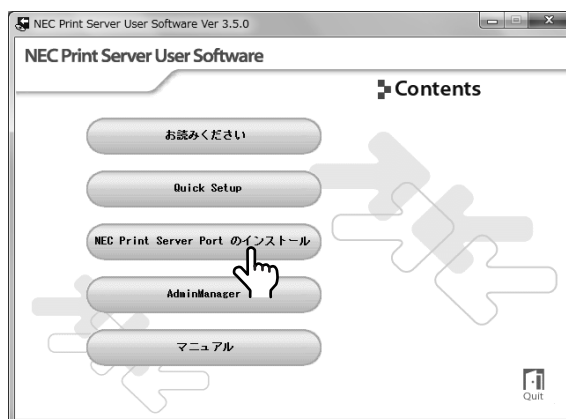 NEC Print Server User Software Ver 3.5.0
NEC Print Server User Software
Contents
お読みください
Quick Setup
NEC Print Server Port のインストール
AdminManager
マニュアル
Quit